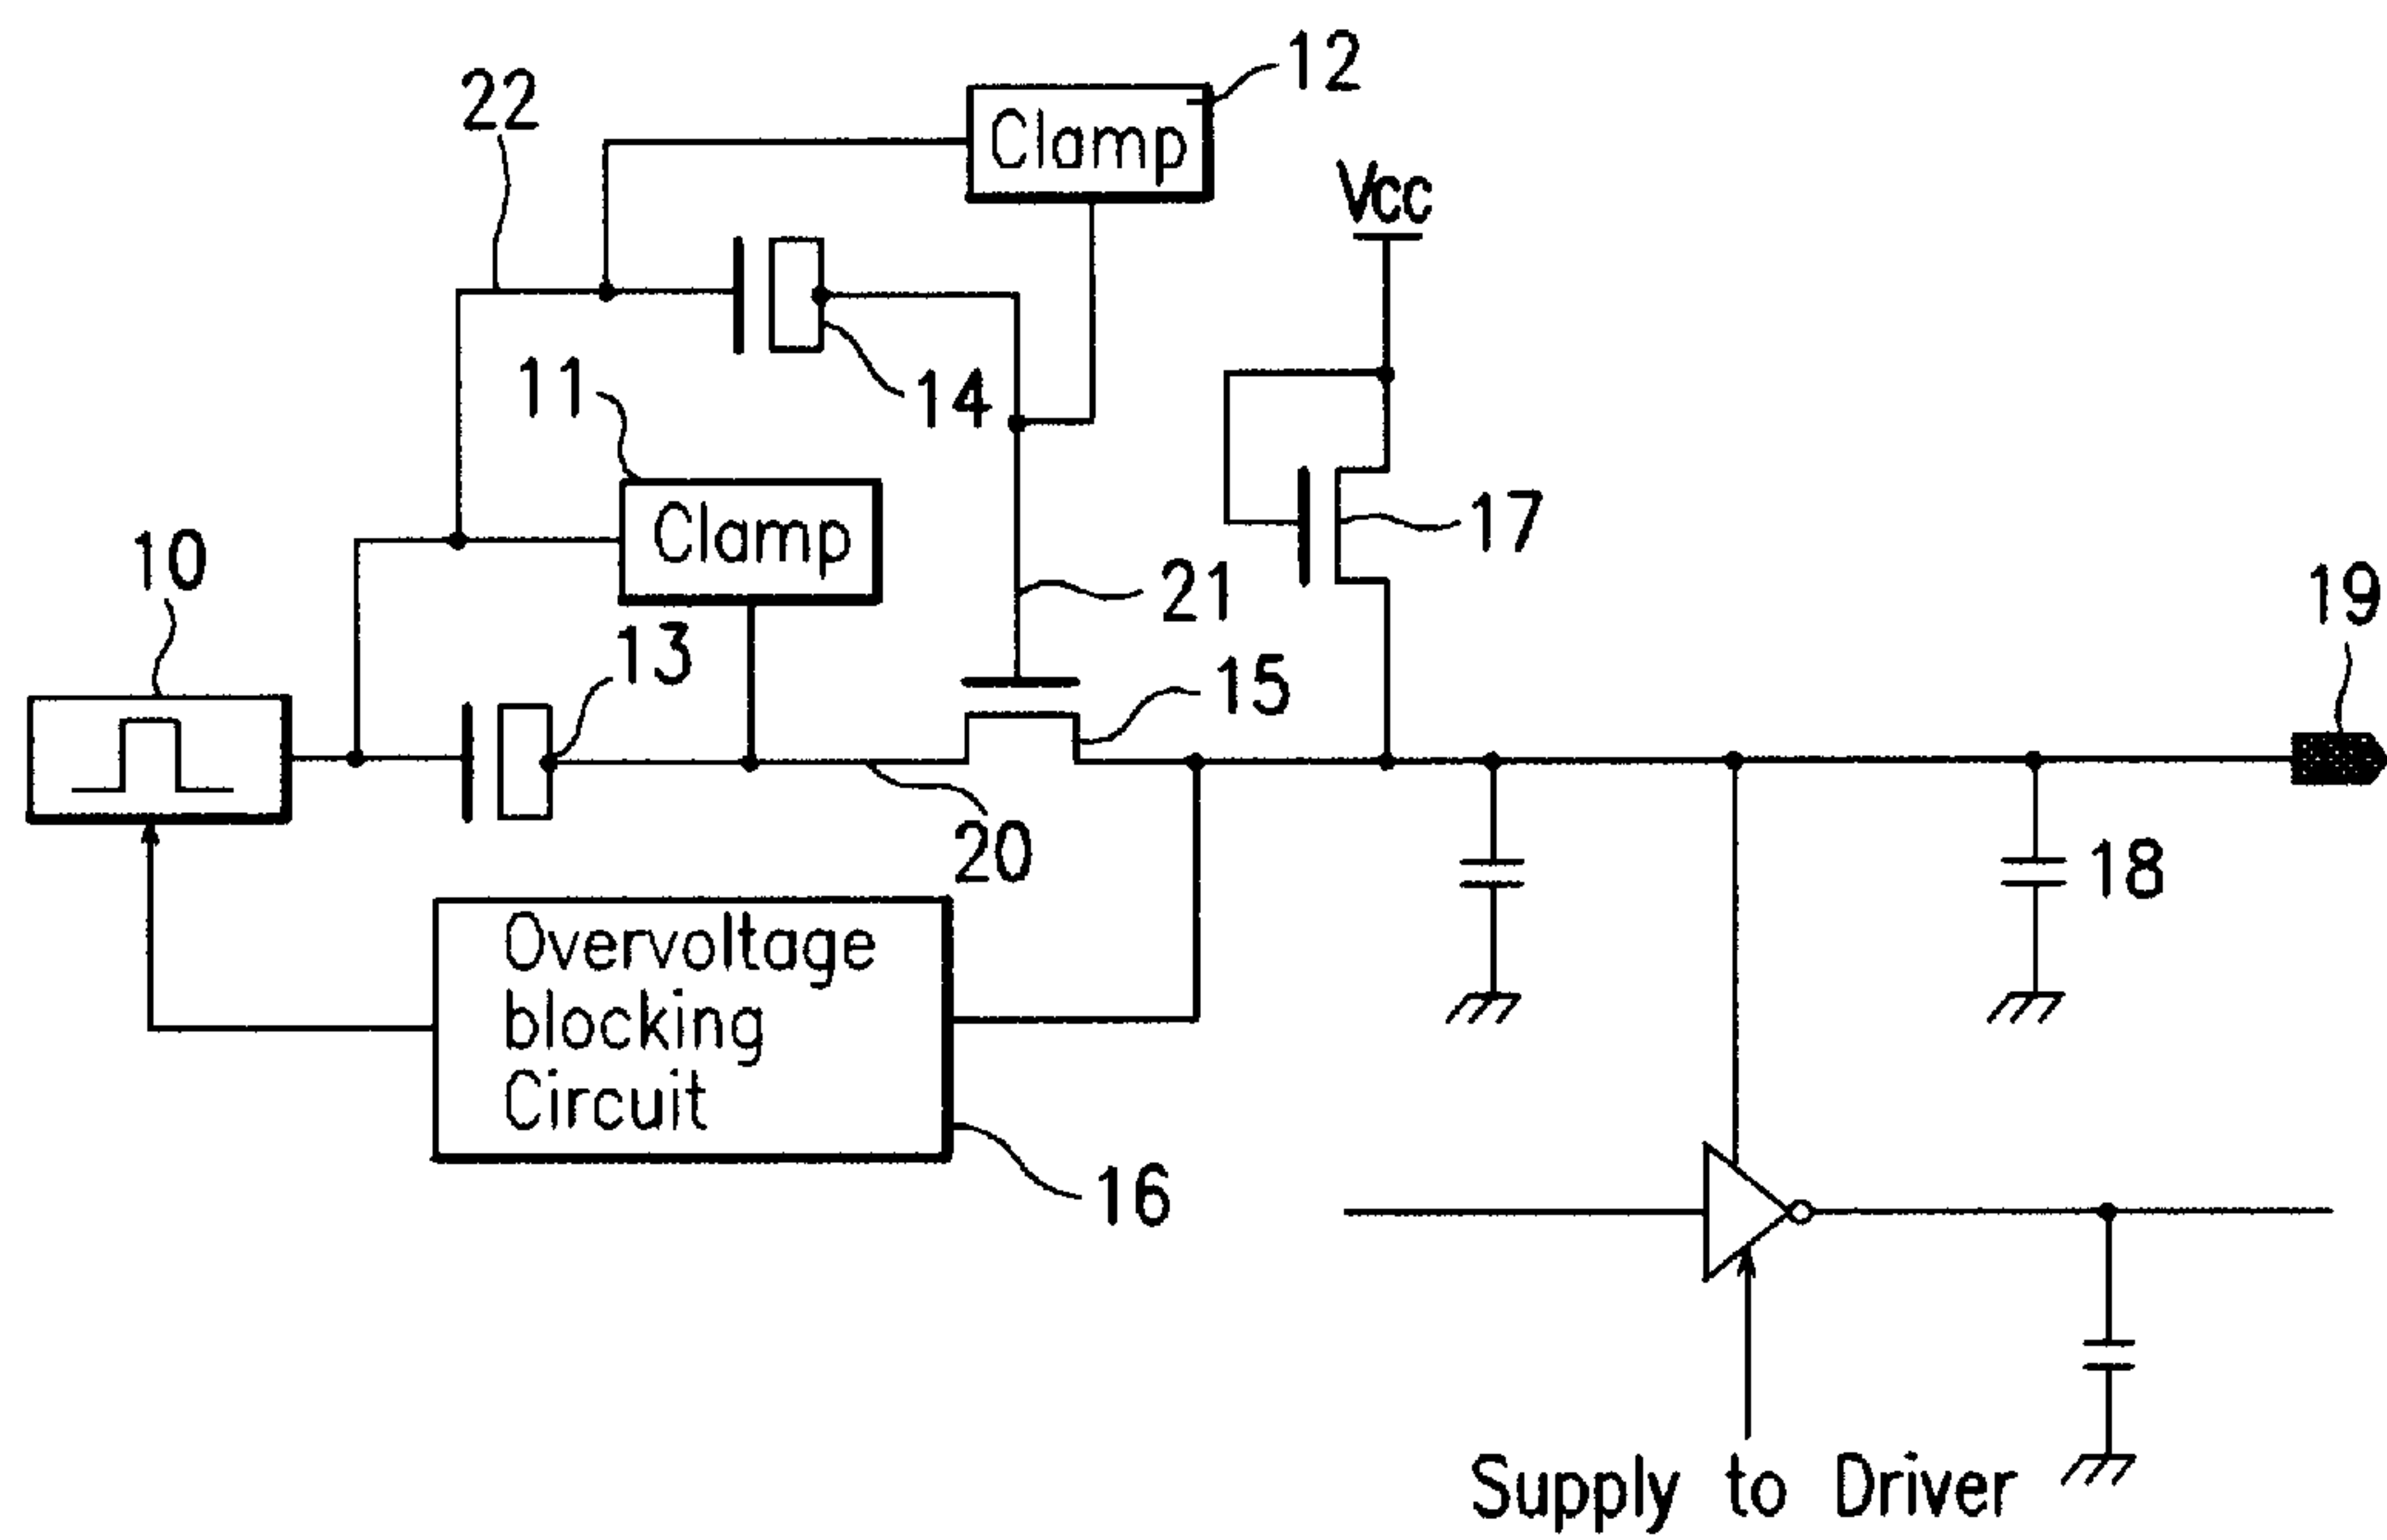 12
22
Clamp
Vcc
11
14
17
Clamp
10
21
19
13
15
20
18
Overvoltage
blocking
Circuit
16
Supply to Driver